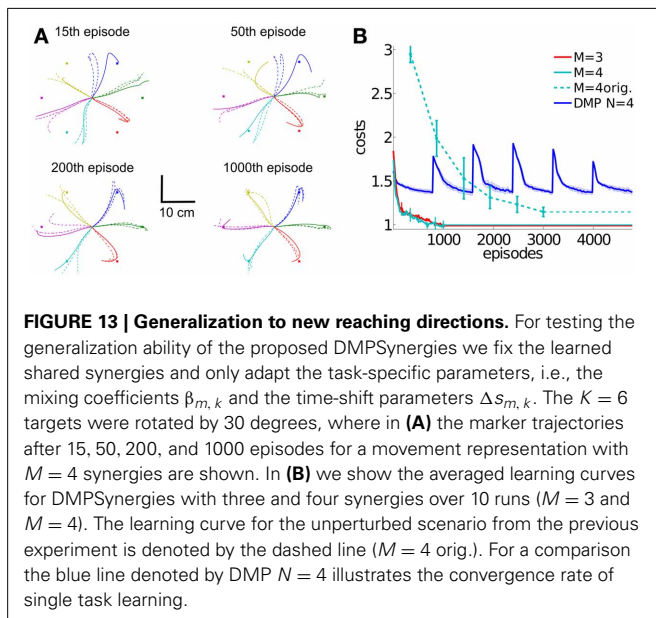 A
15th episode
50th episode
200th episode
1000th episode
10 cm
B
3
2.5
2
1.5
1
costs
M=3
M=4
M=4orig.
DMP N=4
1000
2000
3000
4000
episodes
FIGURE 13 | Generalization to new reaching directions. For testing the
generalization ability of the proposed DMPSynergies we fix the learned
shared synergies and only adapt the task-specific parameters, i.e., the
mixing coefficients βm, k and the time-shift parameters Δsm, k. The K = 6
targets were rotated by 30 degrees, where in (A) the marker trajectories
after 15, 50, 200, and 1000 episodes for a movement representation with
M = 4 synergies are shown. In (B) we show the averaged learning curves
for DMPSynergies with three and four synergies over 10 runs (M = 3 and
M = 4). The learning curve for the unperturbed scenario from the previous
experiment is denoted by the dashed line (M = 4 orig.). For a comparison
the blue line denoted by DMP N = 4 illustrates the convergence rate of
single task learning.